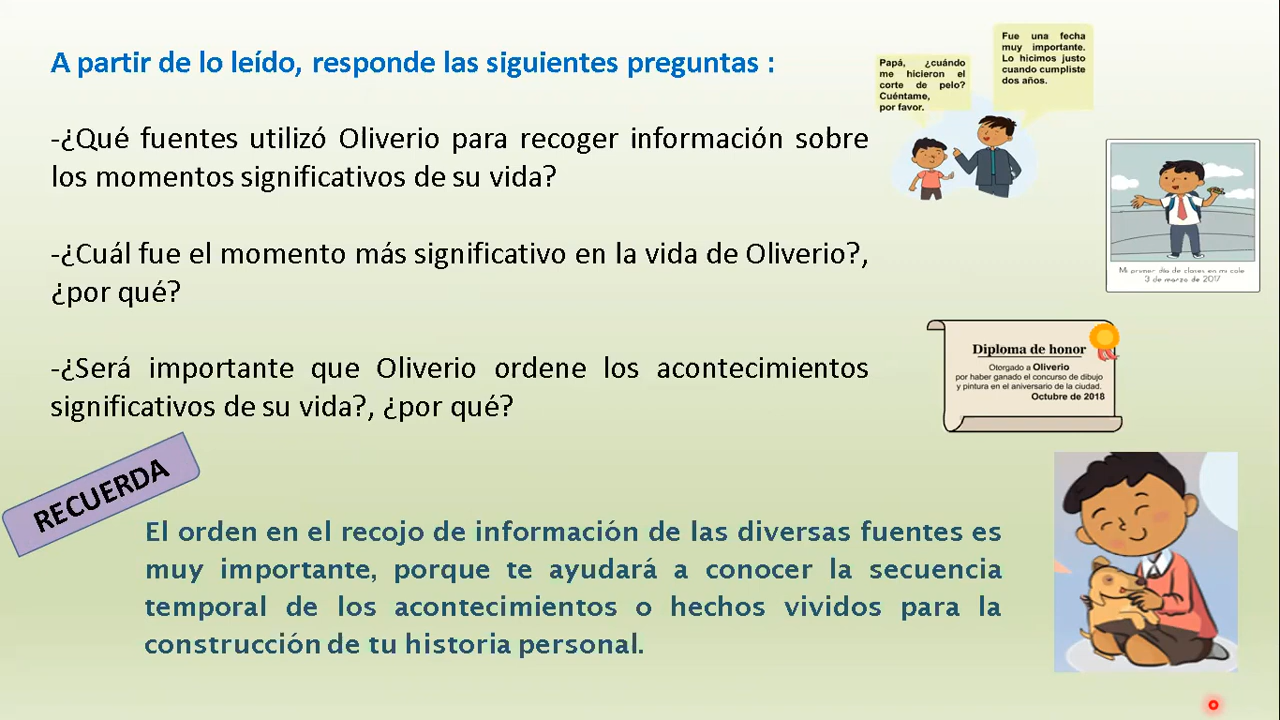 A partir de lo leído, responde las siguientes preguntas :
-¿Qué fuentes utilizó Oliverio para recoger información sobre
los momentos significativos de su vida?
-¿Cuál fue el momento más significativo en la vida de Oliverio?,
¿por qué?
-¿Será importante que Oliverio ordene los acontecimientos
significativos de su vida?, ¿por qué?
Papá, ¿cuándo
me hicieron el
corte de pelo?
Cuéntame,
por favor.
Fue una fecha
muy importante.
Lo hicimos justo
cuando cumpliste
dos años.
Mi primer día de clases en mi cole
3 de marzo de 2017
Diploma de honor
Otorgado a Oliverio
por haber ganado el concurso de dibujo
y pintura en el aniversario de la ciudad.
Octubre de 2018
RECUERDA
El orden en el recojo de información de las diversas fuentes es
muy importante, porque te ayudará a conocer la secuencia
temporal de los acontecimientos o hechos vividos para la
construcción de tu historia personal.